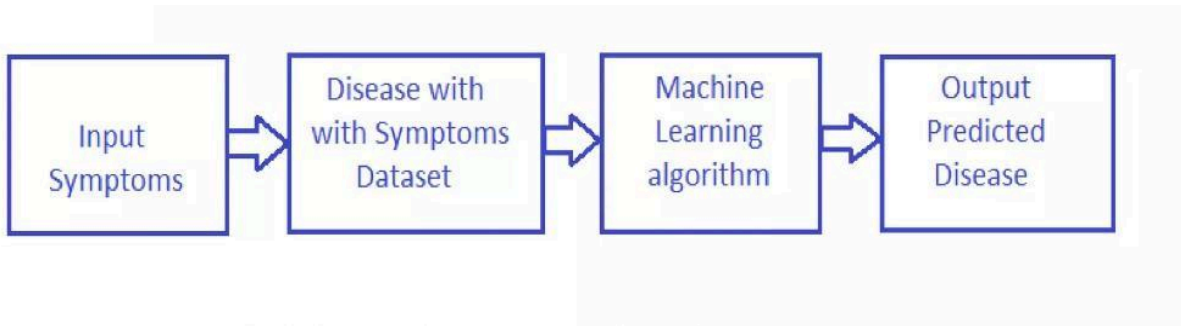 Input
Symptoms
Disease with
with Symptoms
Dataset
Machine
Learning
algorithm
Output
Predicted
Disease